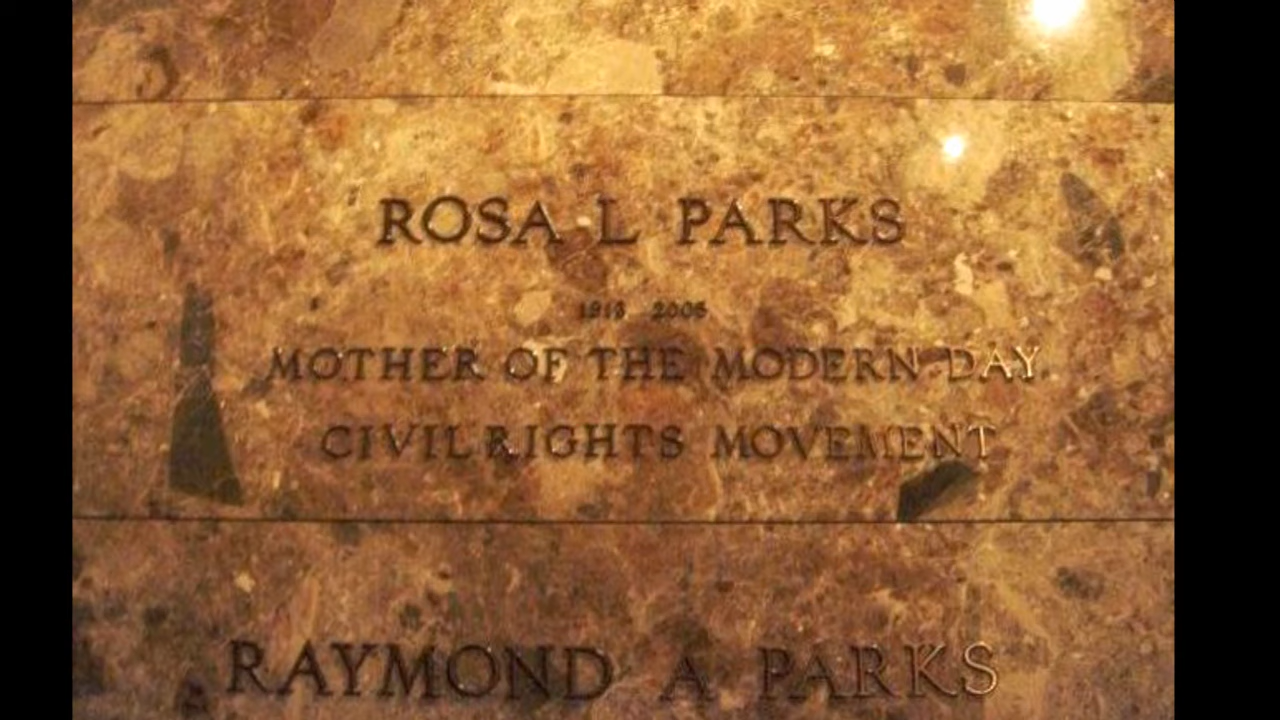 ROSA L PARKS
1913 2005
MOTHER OF THE MODERN DAY
CIVIL RIGHTS MOVEMENT
RAYMOND A PARKS